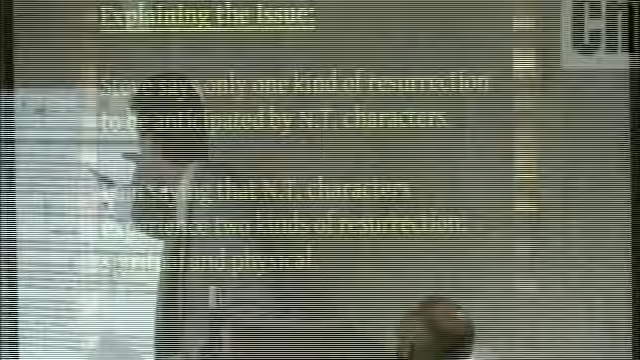 Explaining the Issue:
Steve says only one kind of resurrection
to be anticipated by N.T. characters
saying that N.T. characters
experience two kinds of resurrection:
spiritual and physical.